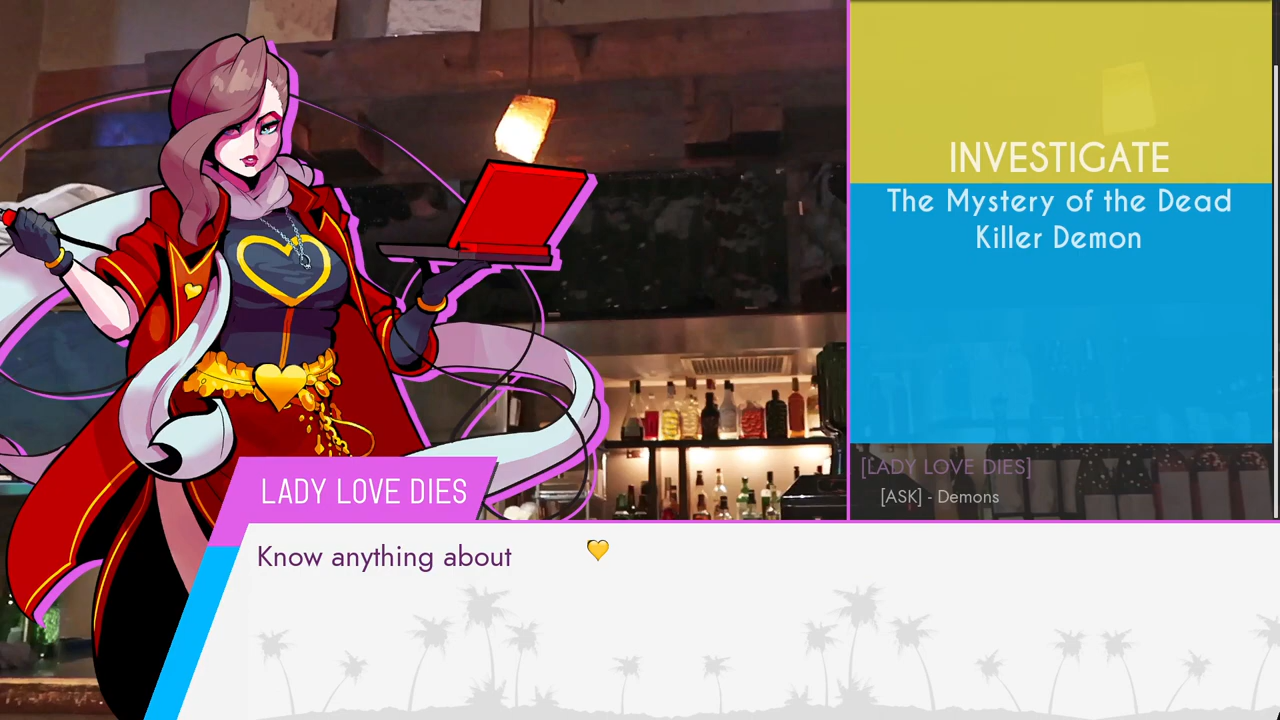 INVESTIGATE
The Mystery of the Dead
Killer Demon
[LADY LOVE DIES]
[ASK] - Demons
LADY LOVE DIES
Know anything about